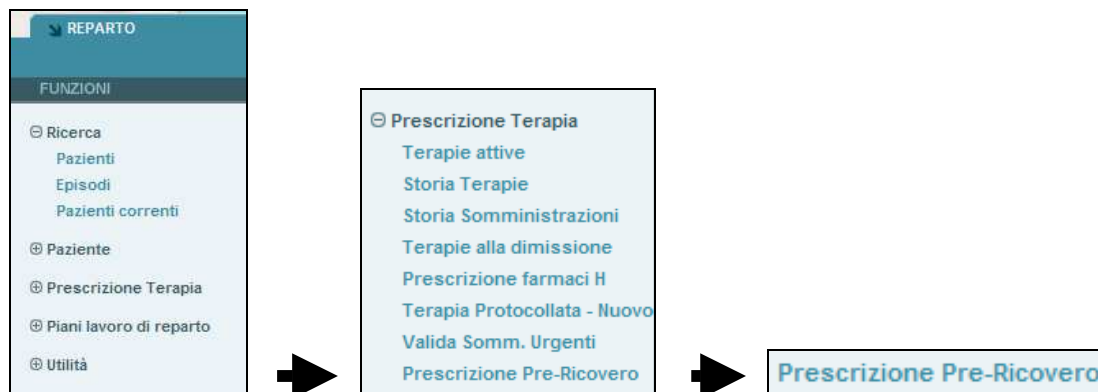 REPARTO
FUNZIONI
Ricerca
Pazienti
Episodi
Pazienti correnti
Paziente
Prescrizione Terapia
Piani lavoro di reparto
Utilità
Prescrizione Terapia
Terapie attive
Storia Terapie
Storia Somministrazioni
Terapie alla dimissione
Prescrizione farmaci H
Terapia Protocollata - Nuovo
Valida Somm. Urgenti
Prescrizione Pre-Ricovero
Prescrizione Pre-Ricovero